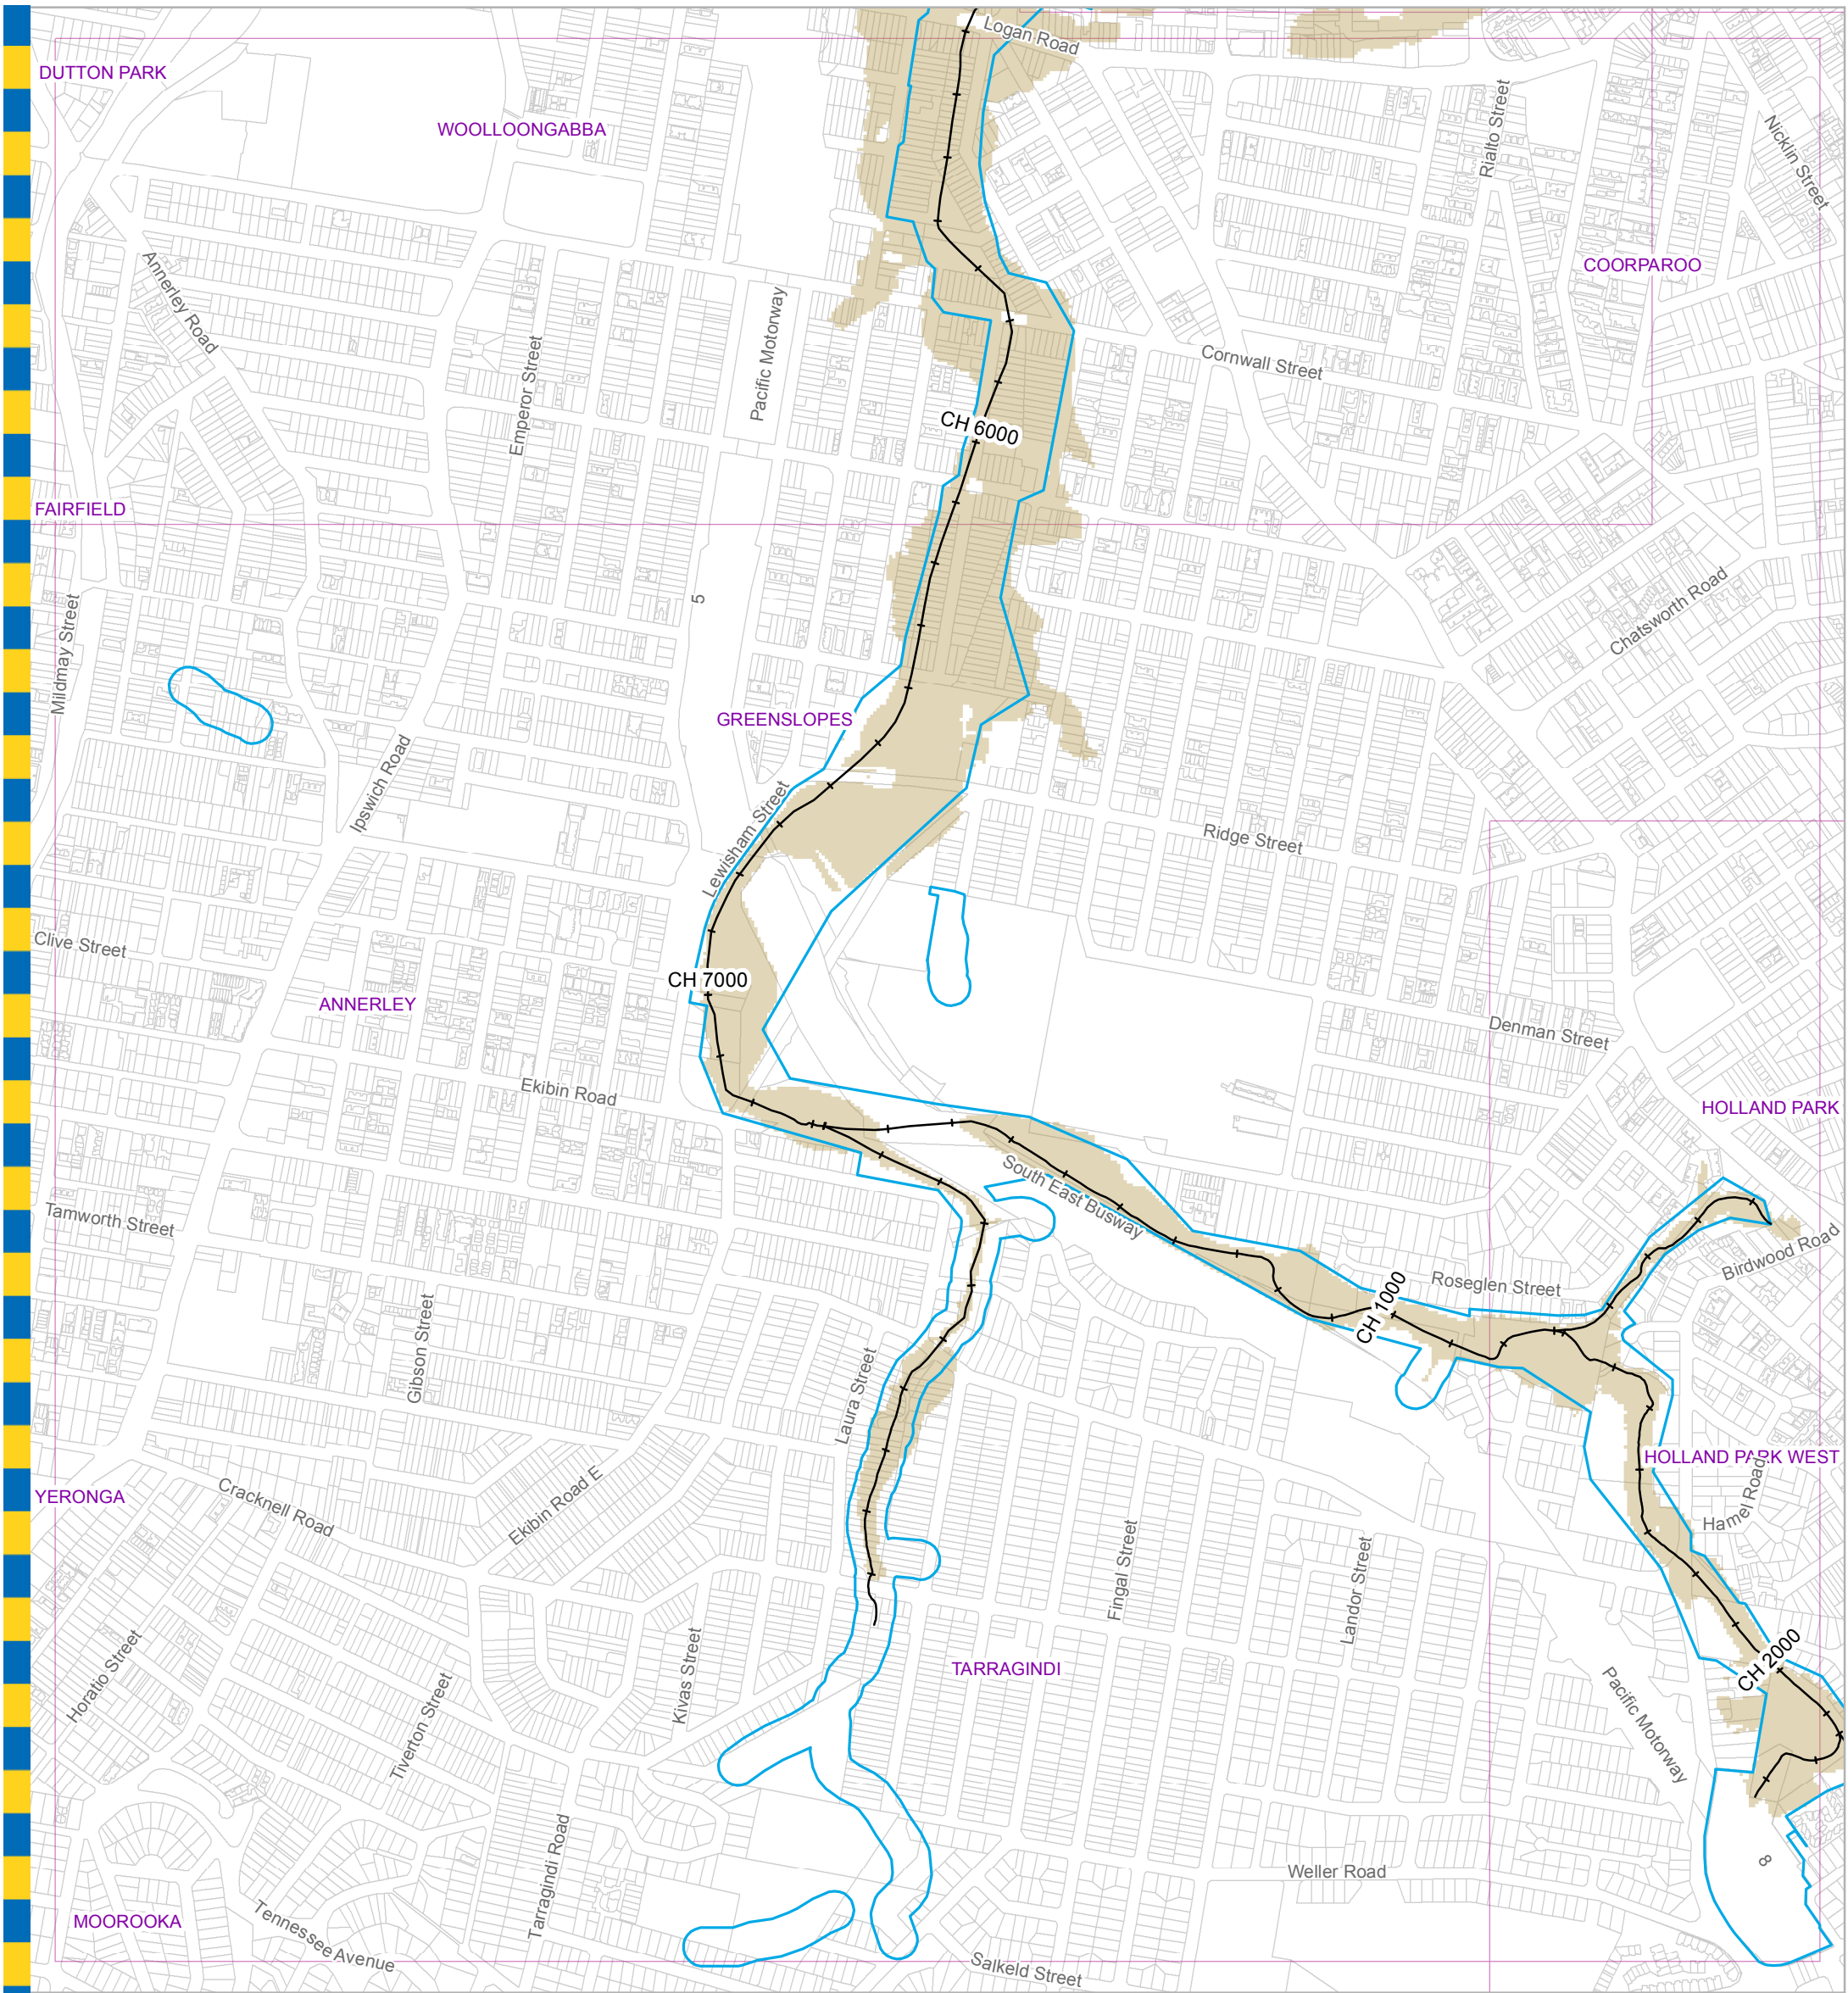 Logan Road
DUTTON PARK
WOOLLOONGABBA
Rialto Street
Nicklin Street
COORPAROO
Annerley Road
Emperor Street
Pacific Motorway
Cornwall Street
CH 6000
FAIRFIELD
Chatsworth Road
5
Mildmay Street
GREENSLOPES
Ipswich Road
Lewisham Street
Ridge Street
Clive Street
CH 7000
ANNERLEY
Denman Street
Ekibin Road
HOLLAND PARK
South East Busway
Tamworth Street
Birdwood Road
Roseglen Street
CH 1000
Gibson Street
Laura Street
HOLLAND PARK WEST
YERONGA
Cracknell Road
Ekibin Road E
Hamel Road
Fingal Street
Landor Street
Horatio Street
Kivas Street
TARRAGINDI
CH 2000
Pacific Motorway
Tiverton Street
Tarragindi Road
Weller Road
8
MOOROOKA
Tennessee Avenue
Salkeld Street